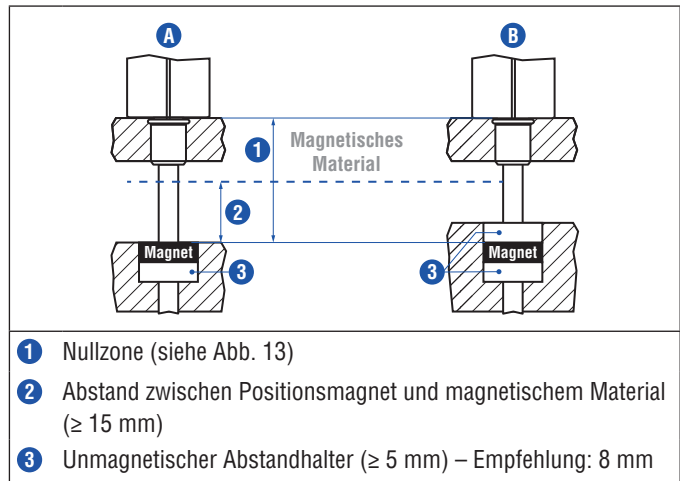 A B
1 Magnetisches
Material
2
Magnet Magnet
3 3
1 Nullzone (siehe Abb. 13)
2 Abstand zwischen Positionsmagnet und magnetischem Material
(≥ 15 mm)
3 Unmagnetischer Abstandhalter (≥ 5 mm) – Empfehlung: 8 mm